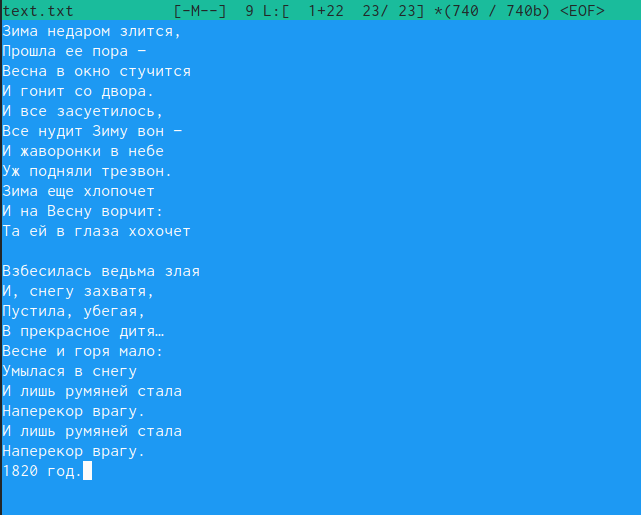 text.txt [-M--] 9 L:[ 1+22 23/ 23] *(740 / 740b) <EOF>
Зима недаром злится,
Прошла ее пора –
Весна в окно стучится
И гонит со двора.
И все засуетилось,
Все нудит Зиму вон –
И жаворонки в небе
Уж подняли трезвон.
Зима еще хлопочет
И на Весну ворчит:
Та ей в глаза хохочет

Взбесилась ведьма злая
И, снегу захватя,
Пустила, убегая,
В прекрасное дитя…
Весне и горя мало:
Умылася в снегу
И лишь румяней стала
Наперекор врагу.
И лишь румяней стала
Наперекор врагу.
1820 год.